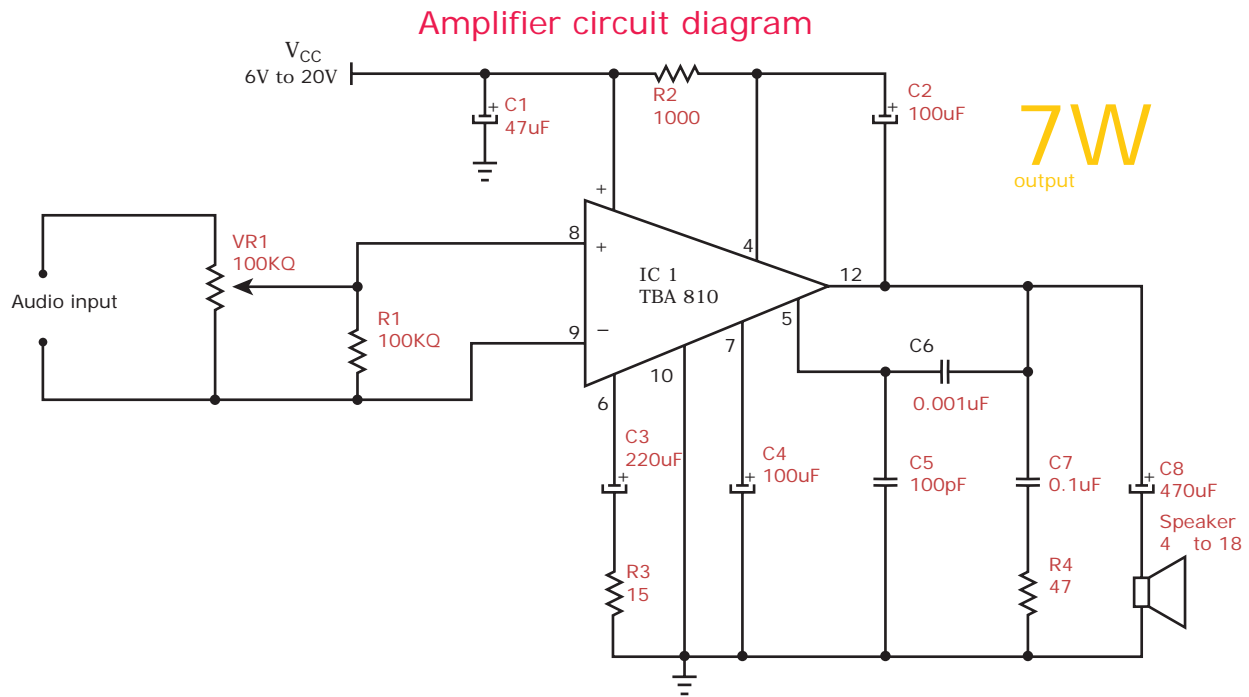 Amplifier circuit diagram
VCC
6V to 20V
C1
47uF
R2
1000
C2
100uF
7W
output
+
8
+
4
VR1
100KQ
IC 1
TBA 810
12
Audio input
R1
100KQ
9
−
5
7
10
6
C6
0.001uF
C3
220uF
C4
100uF
C5
100pF
C7
0.1uF
C8
470uF
Speaker
4 to 18
R3
15
R4
47
+
+
+
+
+